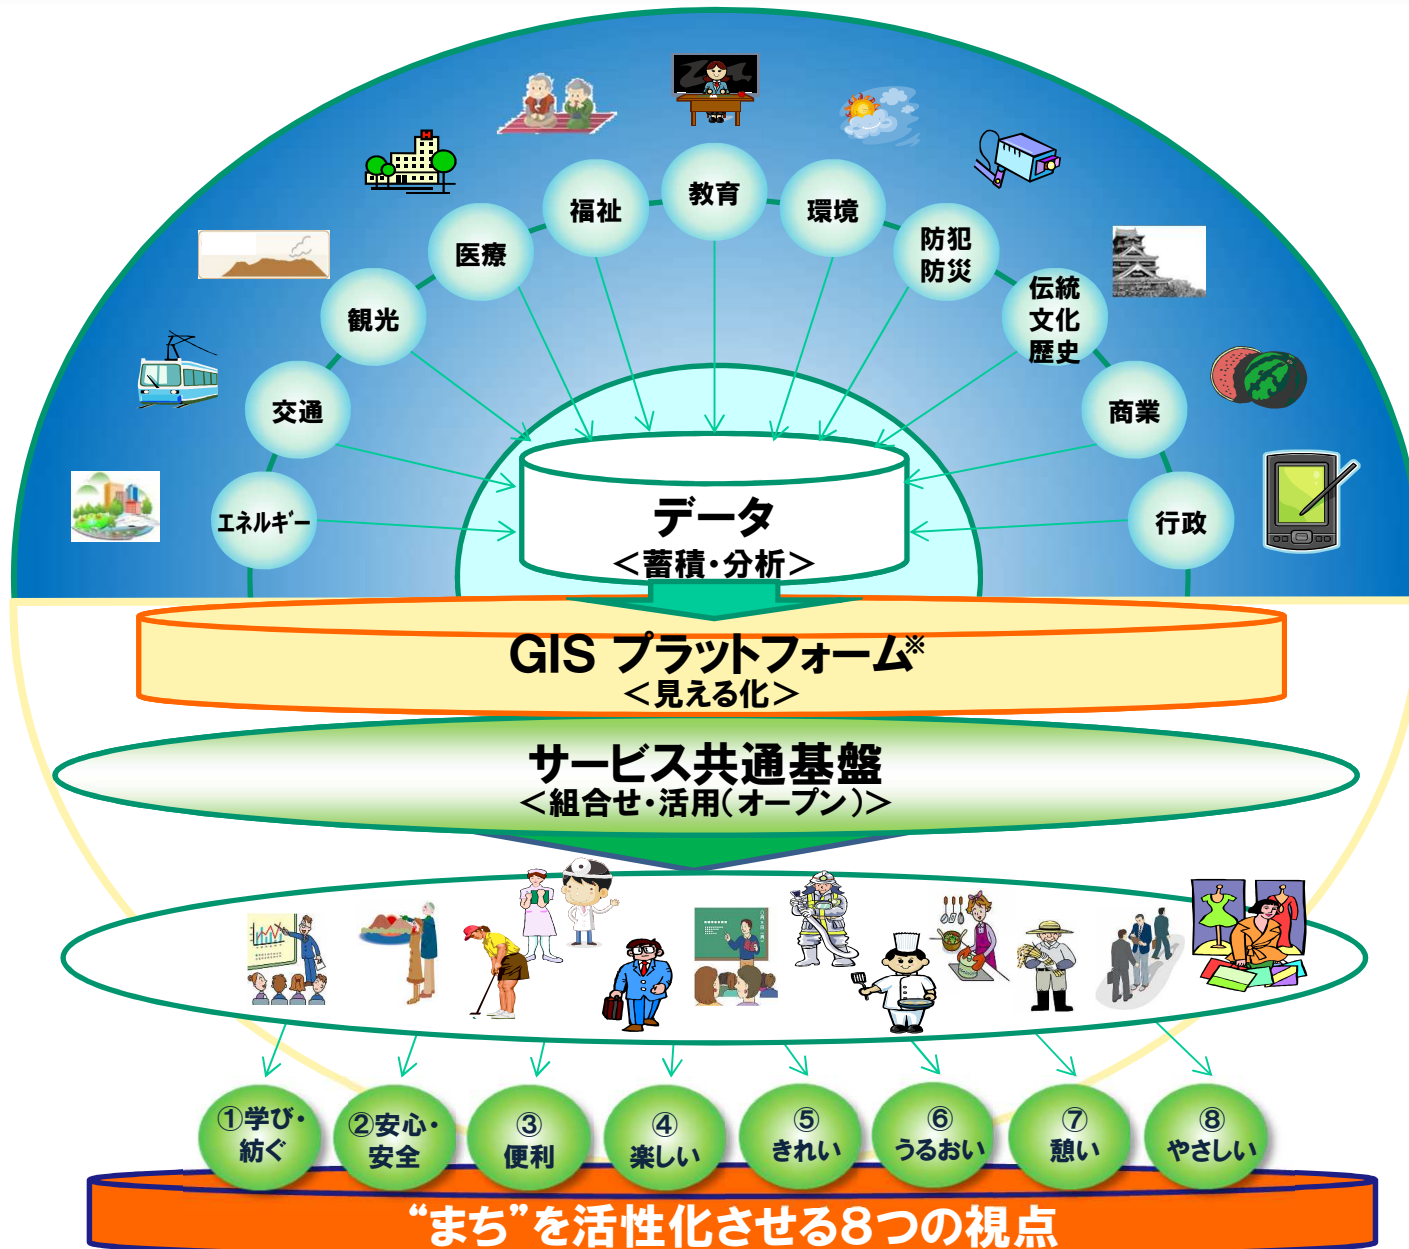 教育
福祉
環境
医療
防犯
防災
観光
伝統
文化
歴史
交通
商業
エネルギー
行政
データ
＜蓄積・分析＞
GIS プラットフォーム※
＜見える化＞
サービス共通基盤
＜組合せ・活用（オープン）＞
①学び・
紡ぐ
②安心・
安全
③
便利
④
楽しい
⑤
きれい
⑥
うるおい
⑦
憩い
⑧
やさしい
“まち”を活性化させる８つの視点